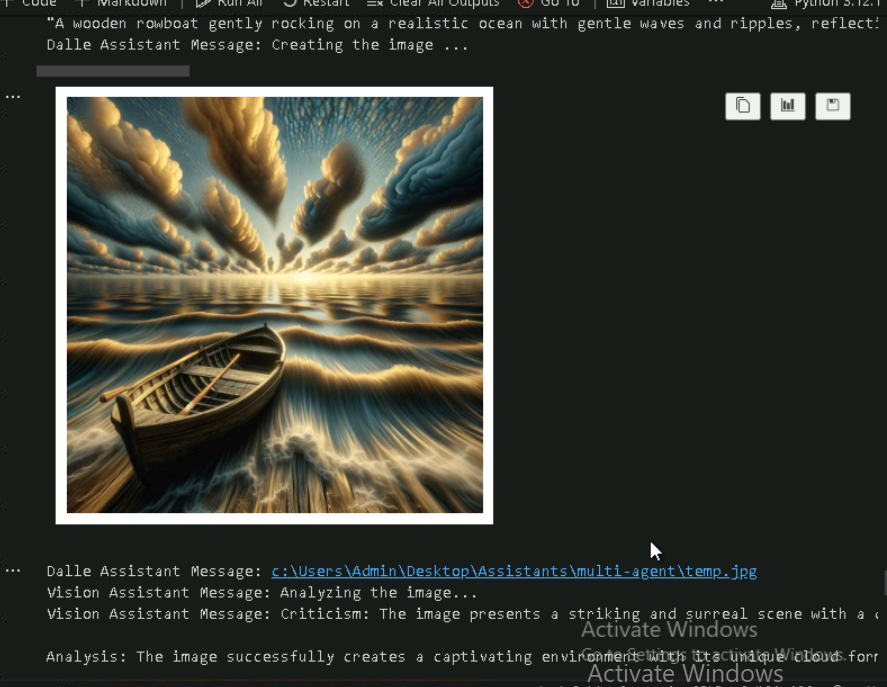 Code Markdown Run All Restart Clear All Outputs Go To Variables ... Python 3.12.1
"A wooden rowboat gently rocking on a realistic ocean with gentle waves and ripples, reflecti
Dalle Assistant Message: Creating the image ...
...
...
Dalle Assistant Message: c:\Users\Admin\Desktop\Assistants\multi-agent\temp.jpg
Vision Assistant Message: Analyzing the image...
Vision Assistant Message: Criticism: The image presents a striking and surreal scene with a c
Activate Windows
Go to Settings to activate Windows.
Analysis: The image successfully creates a captivating environment with its unique cloud for
Activate Windows